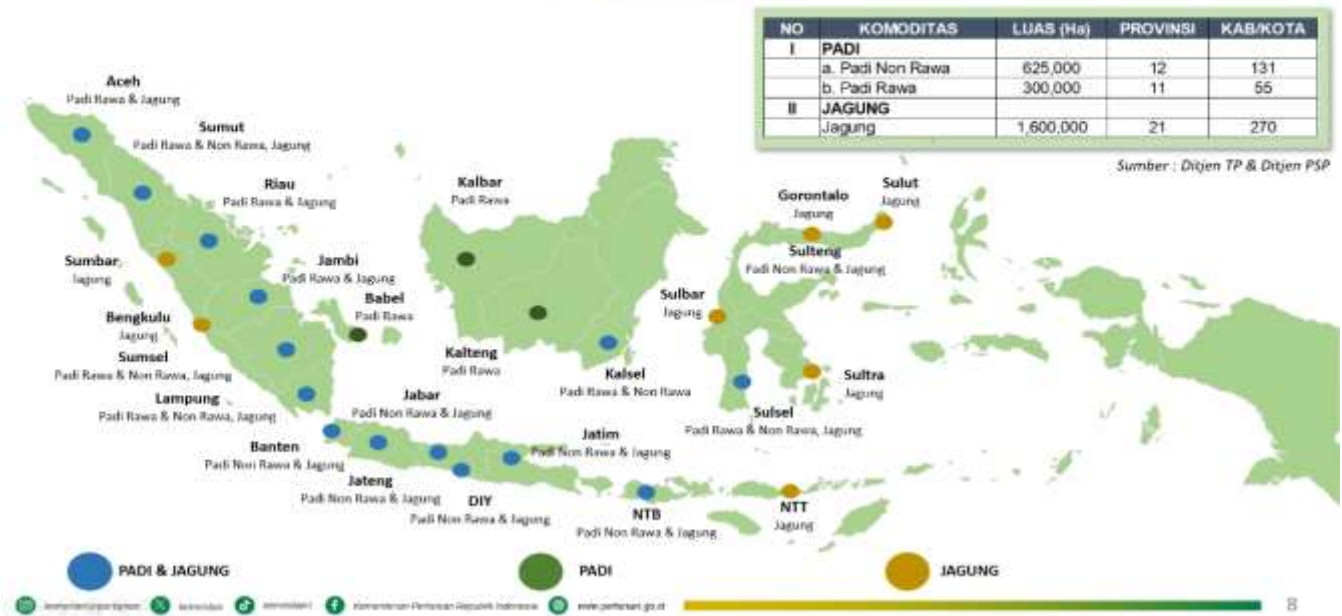 NO KOMODITAS LUAS (Ha) PROVINSI KAB/KOTA
I PADI
a. Padi Non Rawa 625,000 12 131
b. Padi Rawa 300,000 11 55
II JAGUNG
Jagung 1,600,000 21 270
Sumber : Ditjen TP & Ditjen PSP
Aceh
Padi Rawa & Jagung
Sumut
Padi Rawa & Non Rawa, Jagung
Riau
Padi Rawa & Jagung
Kalbar
Padi Rawa
Gorontalo
Jagung
Sulut
Jagung
Sumbar
Jagung
Jambi
Padi Rawa & Jagung
Sulteng
Padi Non Rawa & Jagung
Babel
Padi Rawa
Sulbar
Jagung
Bengkulu
Jagung
Sumsel
Padi Rawa & Non Rawa, Jagung
Kalteng
Padi Rawa
Kalsel
Padi Rawa & Non Rawa
Sultra
Jagung
Lampung
Padi Rawa & Non Rawa, Jagung
Jabar
Padi Non Rawa & Jagung
Sulsel
Padi Rawa & Non Rawa, Jagung
Banten
Padi Non Rawa & Jagung
Jatim
Padi Non Rawa & Jagung
Jateng
Padi Non Rawa & Jagung
DIY
Padi Non Rawa & Jagung
NTB
Padi Non Rawa & Jagung
NTT
Jagung
PADI & JAGUNG
PADI
JAGUNG
Kementerian Pertanian Republik Indonesia
www.pertanian.go.id
8